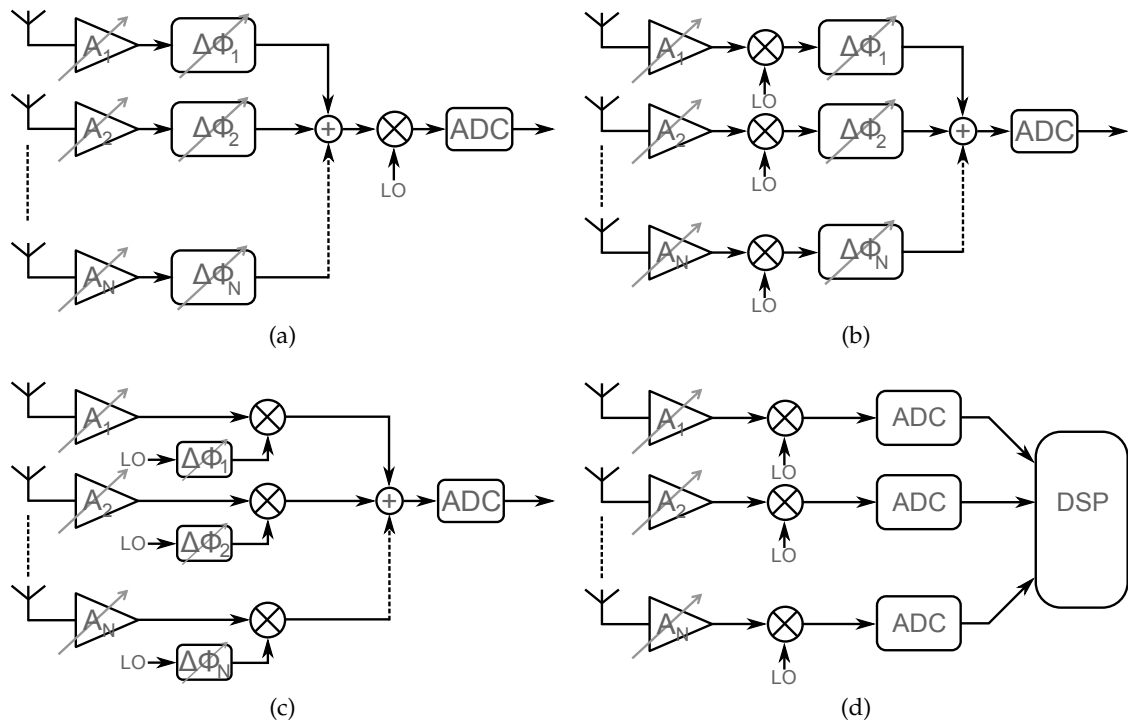 A1 ΔΦ1
A2 ΔΦ2
ADC
LO
AN ΔΦN
(a)
A1 ΔΦ1
LO
A2 ΔΦ2
ADC
LO
AN ΔΦN
LO
(b)
A1
LO ΔΦ1
A2
ADC
LO ΔΦ2
AN
LO ΔΦN
(c)
A1 ADC
LO
A2 ADC DSP
LO
AN ADC
LO
(d)